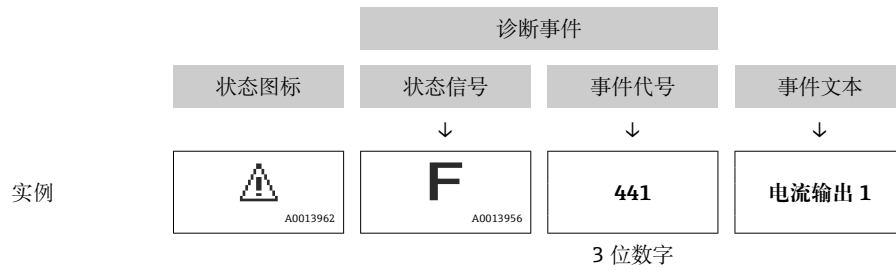 诊断事件
状态图标 状态信号 事件代号 事件文本
↓ ↓ ↓
实例 F 441 电流输出 1
A0013962 A0013956
3 位数字